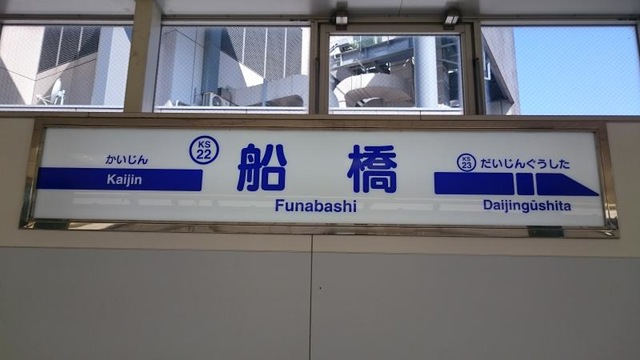 かいじん
Kaijin
KS
22
船橋
Funabashi
KS
23
だいじんぐうした
Daijingūshita